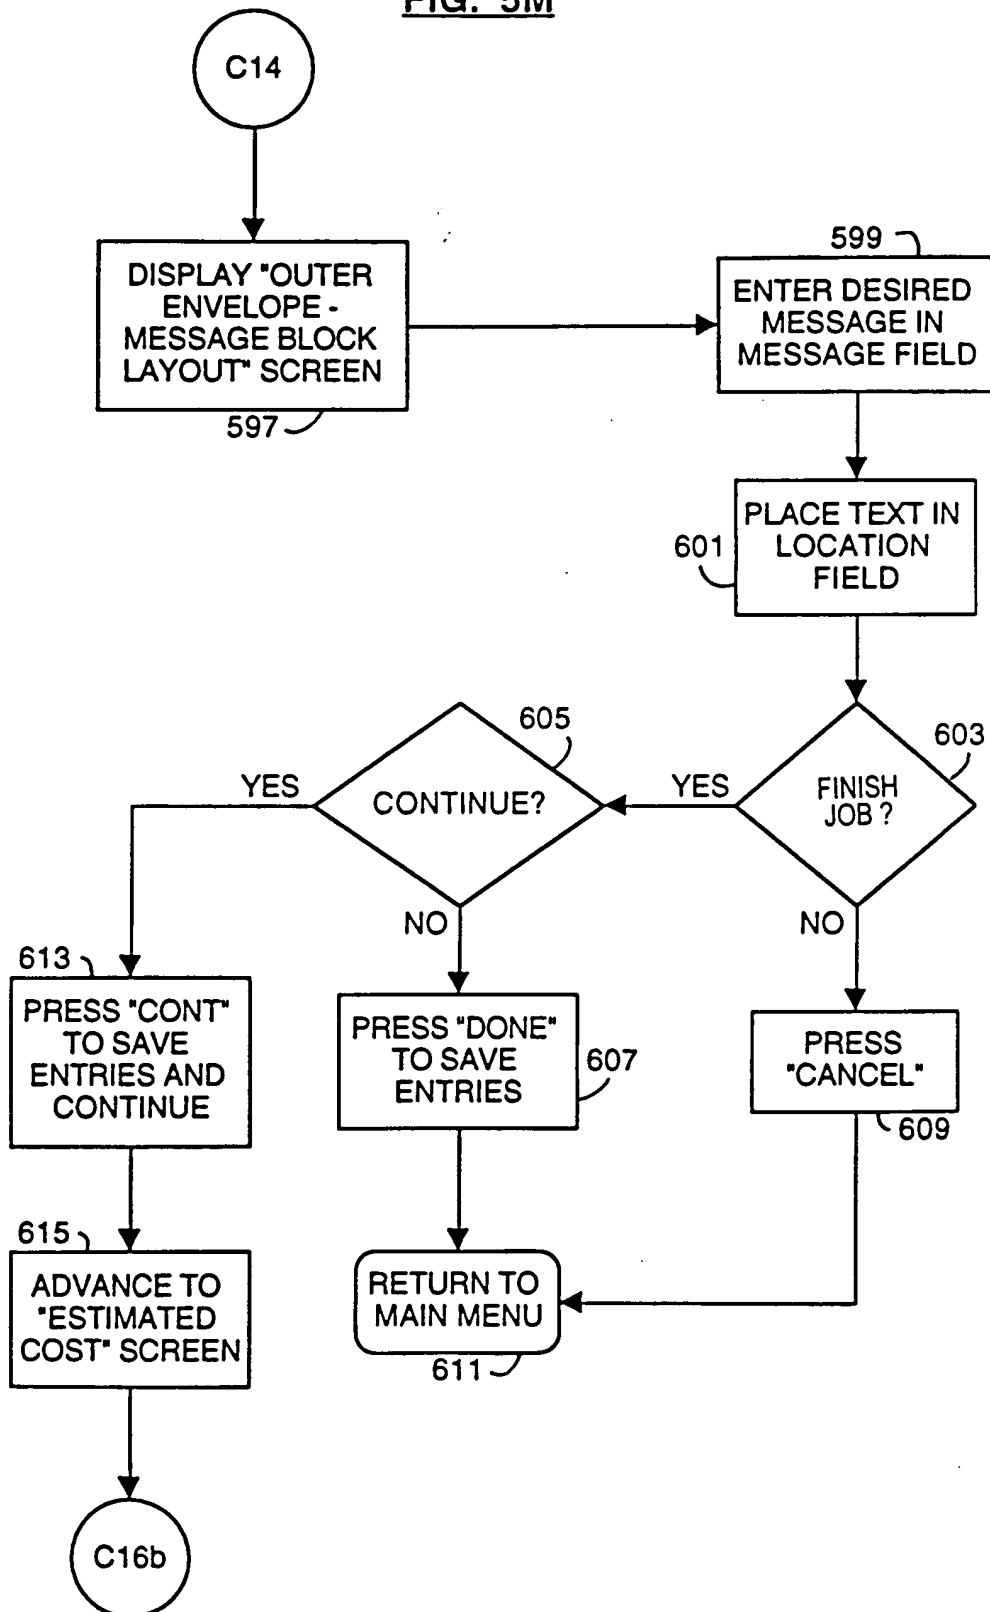 FIG. 5M
C14
DISPLAY "OUTER
ENVELOPE -
MESSAGE BLOCK
LAYOUT" SCREEN
597
599
ENTER DESIRED
MESSAGE IN
MESSAGE FIELD
601
PLACE TEXT IN
LOCATION
FIELD
603
FINISH
JOB ?
YES
NO
605
CONTINUE?
YES
NO
613
PRESS "CONT"
TO SAVE
ENTRIES AND
CONTINUE
PRESS "DONE"
TO SAVE
ENTRIES
607
PRESS
"CANCEL"
609
615
ADVANCE TO
"ESTIMATED
COST" SCREEN
RETURN TO
MAIN MENU
611
C16b